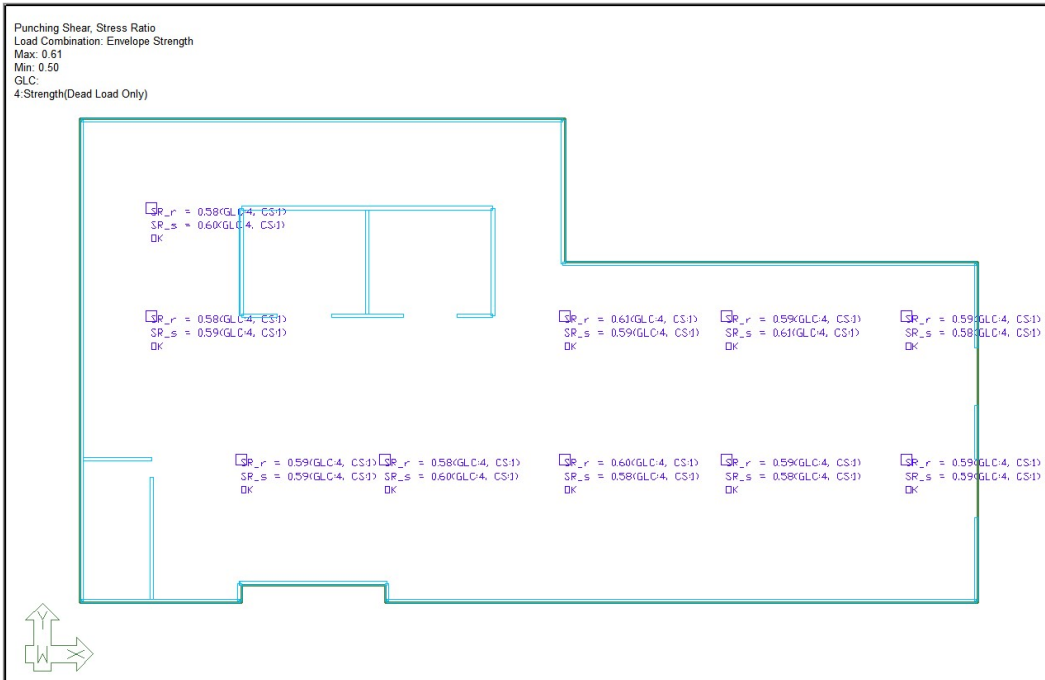 Punching Shear, Stress Ratio
Load Combination: Envelope Strength
Max: 0.61
Min: 0.50
GLC:
4:Strength(Dead Load Only)
SR_r = 0.58(GLC:4, CS:1)
SR_s = 0.60(GLC:4, CS:1)
OK
SR_r = 0.58(GLC:4, CS:1)
SR_s = 0.59(GLC:4, CS:1)
OK
SR_r = 0.61(GLC:4, CS:1)
SR_s = 0.59(GLC:4, CS:1)
OK
SR_r = 0.59(GLC:4, CS:1)
SR_s = 0.61(GLC:4, CS:1)
OK
SR_r = 0.59(GLC:4, CS:1)
SR_s = 0.58(GLC:4, CS:1)
OK
SR_r = 0.59(GLC:4, CS:1)
SR_s = 0.59(GLC:4, CS:1)
OK
SR_r = 0.58(GLC:4, CS:1)
SR_s = 0.60(GLC:4, CS:1)
OK
SR_r = 0.60(GLC:4, CS:1)
SR_s = 0.58(GLC:4, CS:1)
OK
SR_r = 0.59(GLC:4, CS:1)
SR_s = 0.58(GLC:4, CS:1)
OK
SR_r = 0.59(GLC:4, CS:1)
SR_s = 0.59(GLC:4, CS:1)
OK
Y
W X